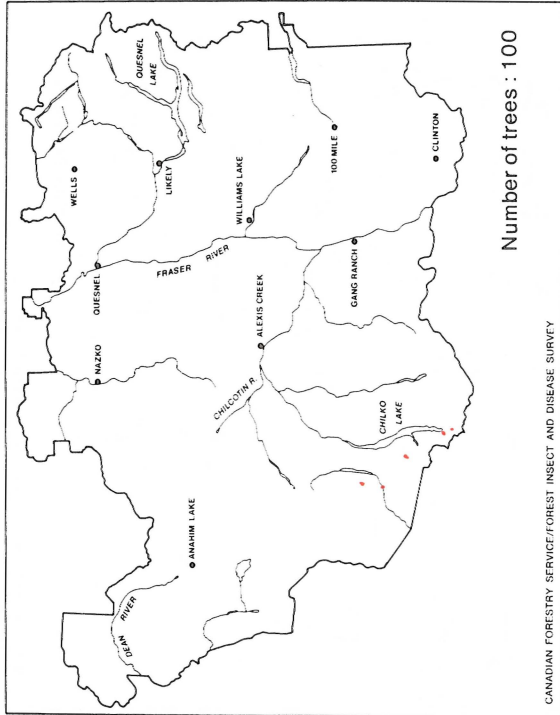 QUESNEL
LAKE
WELLS
LIKELY
QUESNEL
NAZKO
FRASER RIVER
WILLIAMS LAKE
100 MILE
CLINTON
ANAHIM LAKE
DEAN RIVER
CHILCOTIN R.
ALEXIS CREEK
GANG RANCH
CHILKO
LAKE
Number of trees : 100
CANADIAN FORESTRY SERVICE/FOREST INSECT AND DISEASE SURVEY